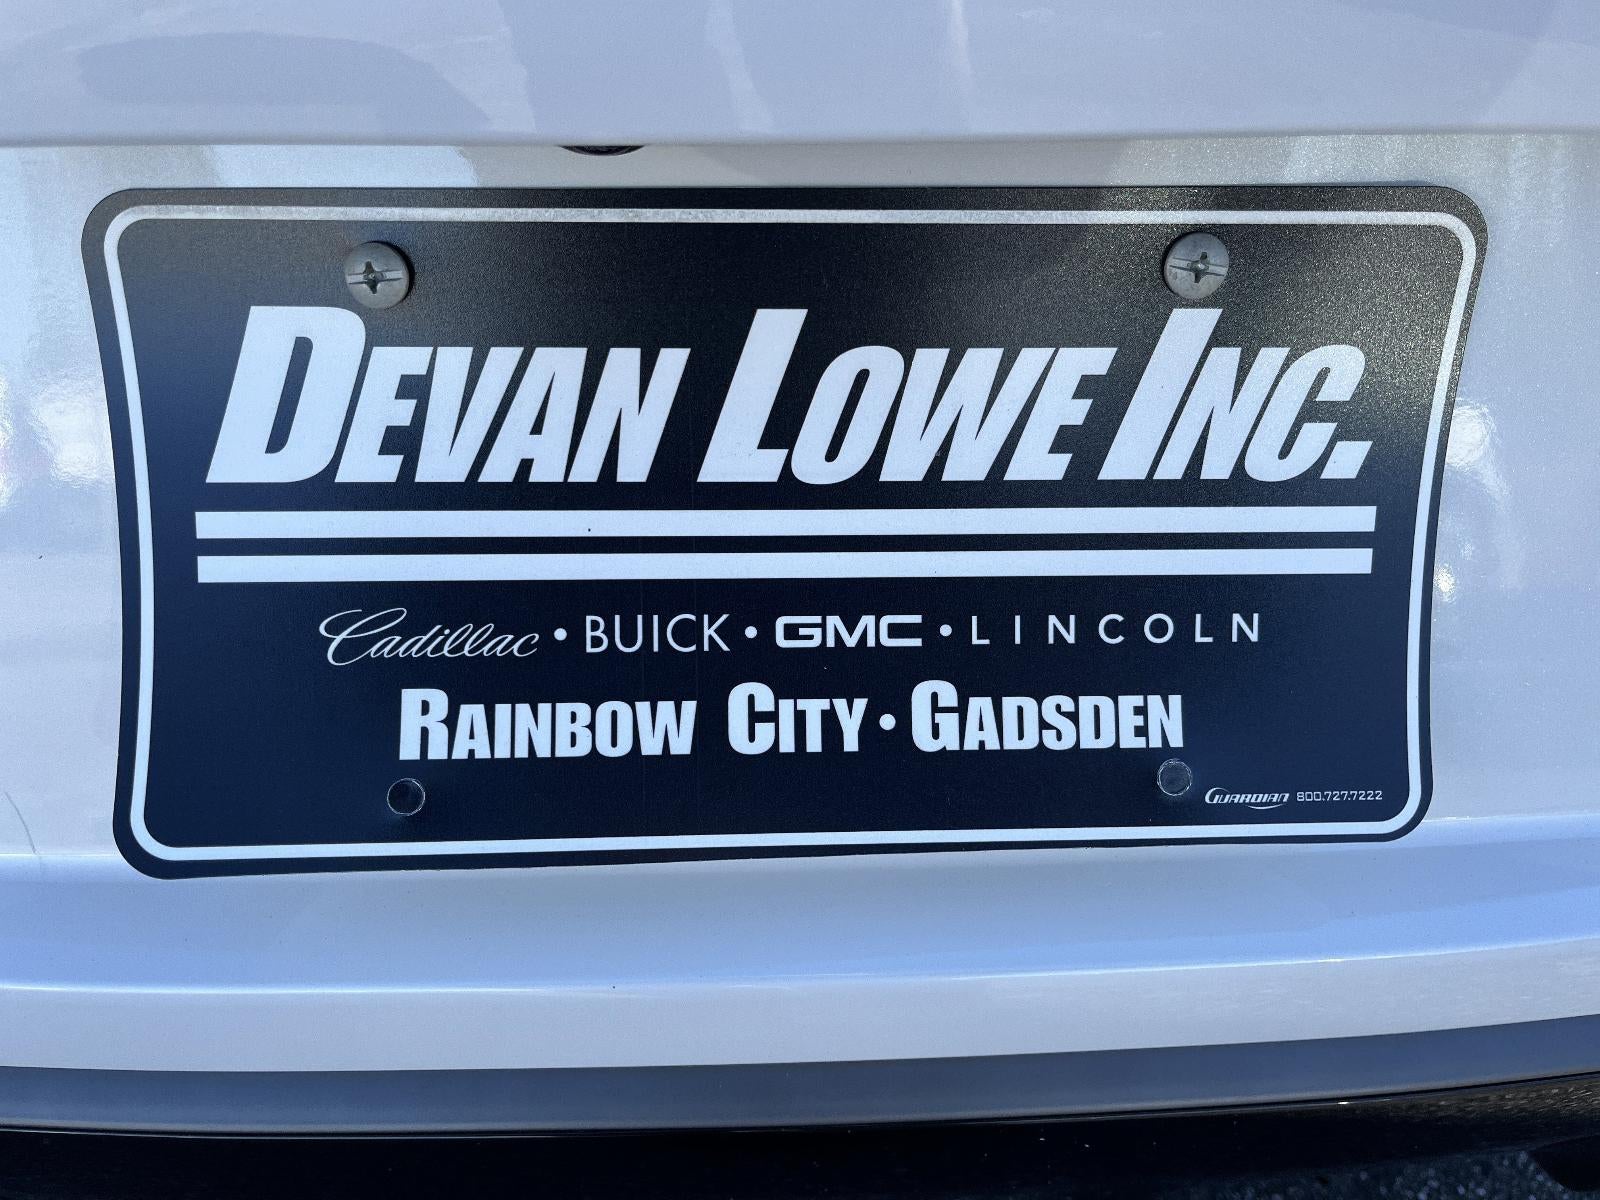 DEVAN LOWE INC.
Cadillac • BUICK • GMC • LINCOLN
RAINBOW CITY • GADSDEN
GUARDIAN 800.727.7222